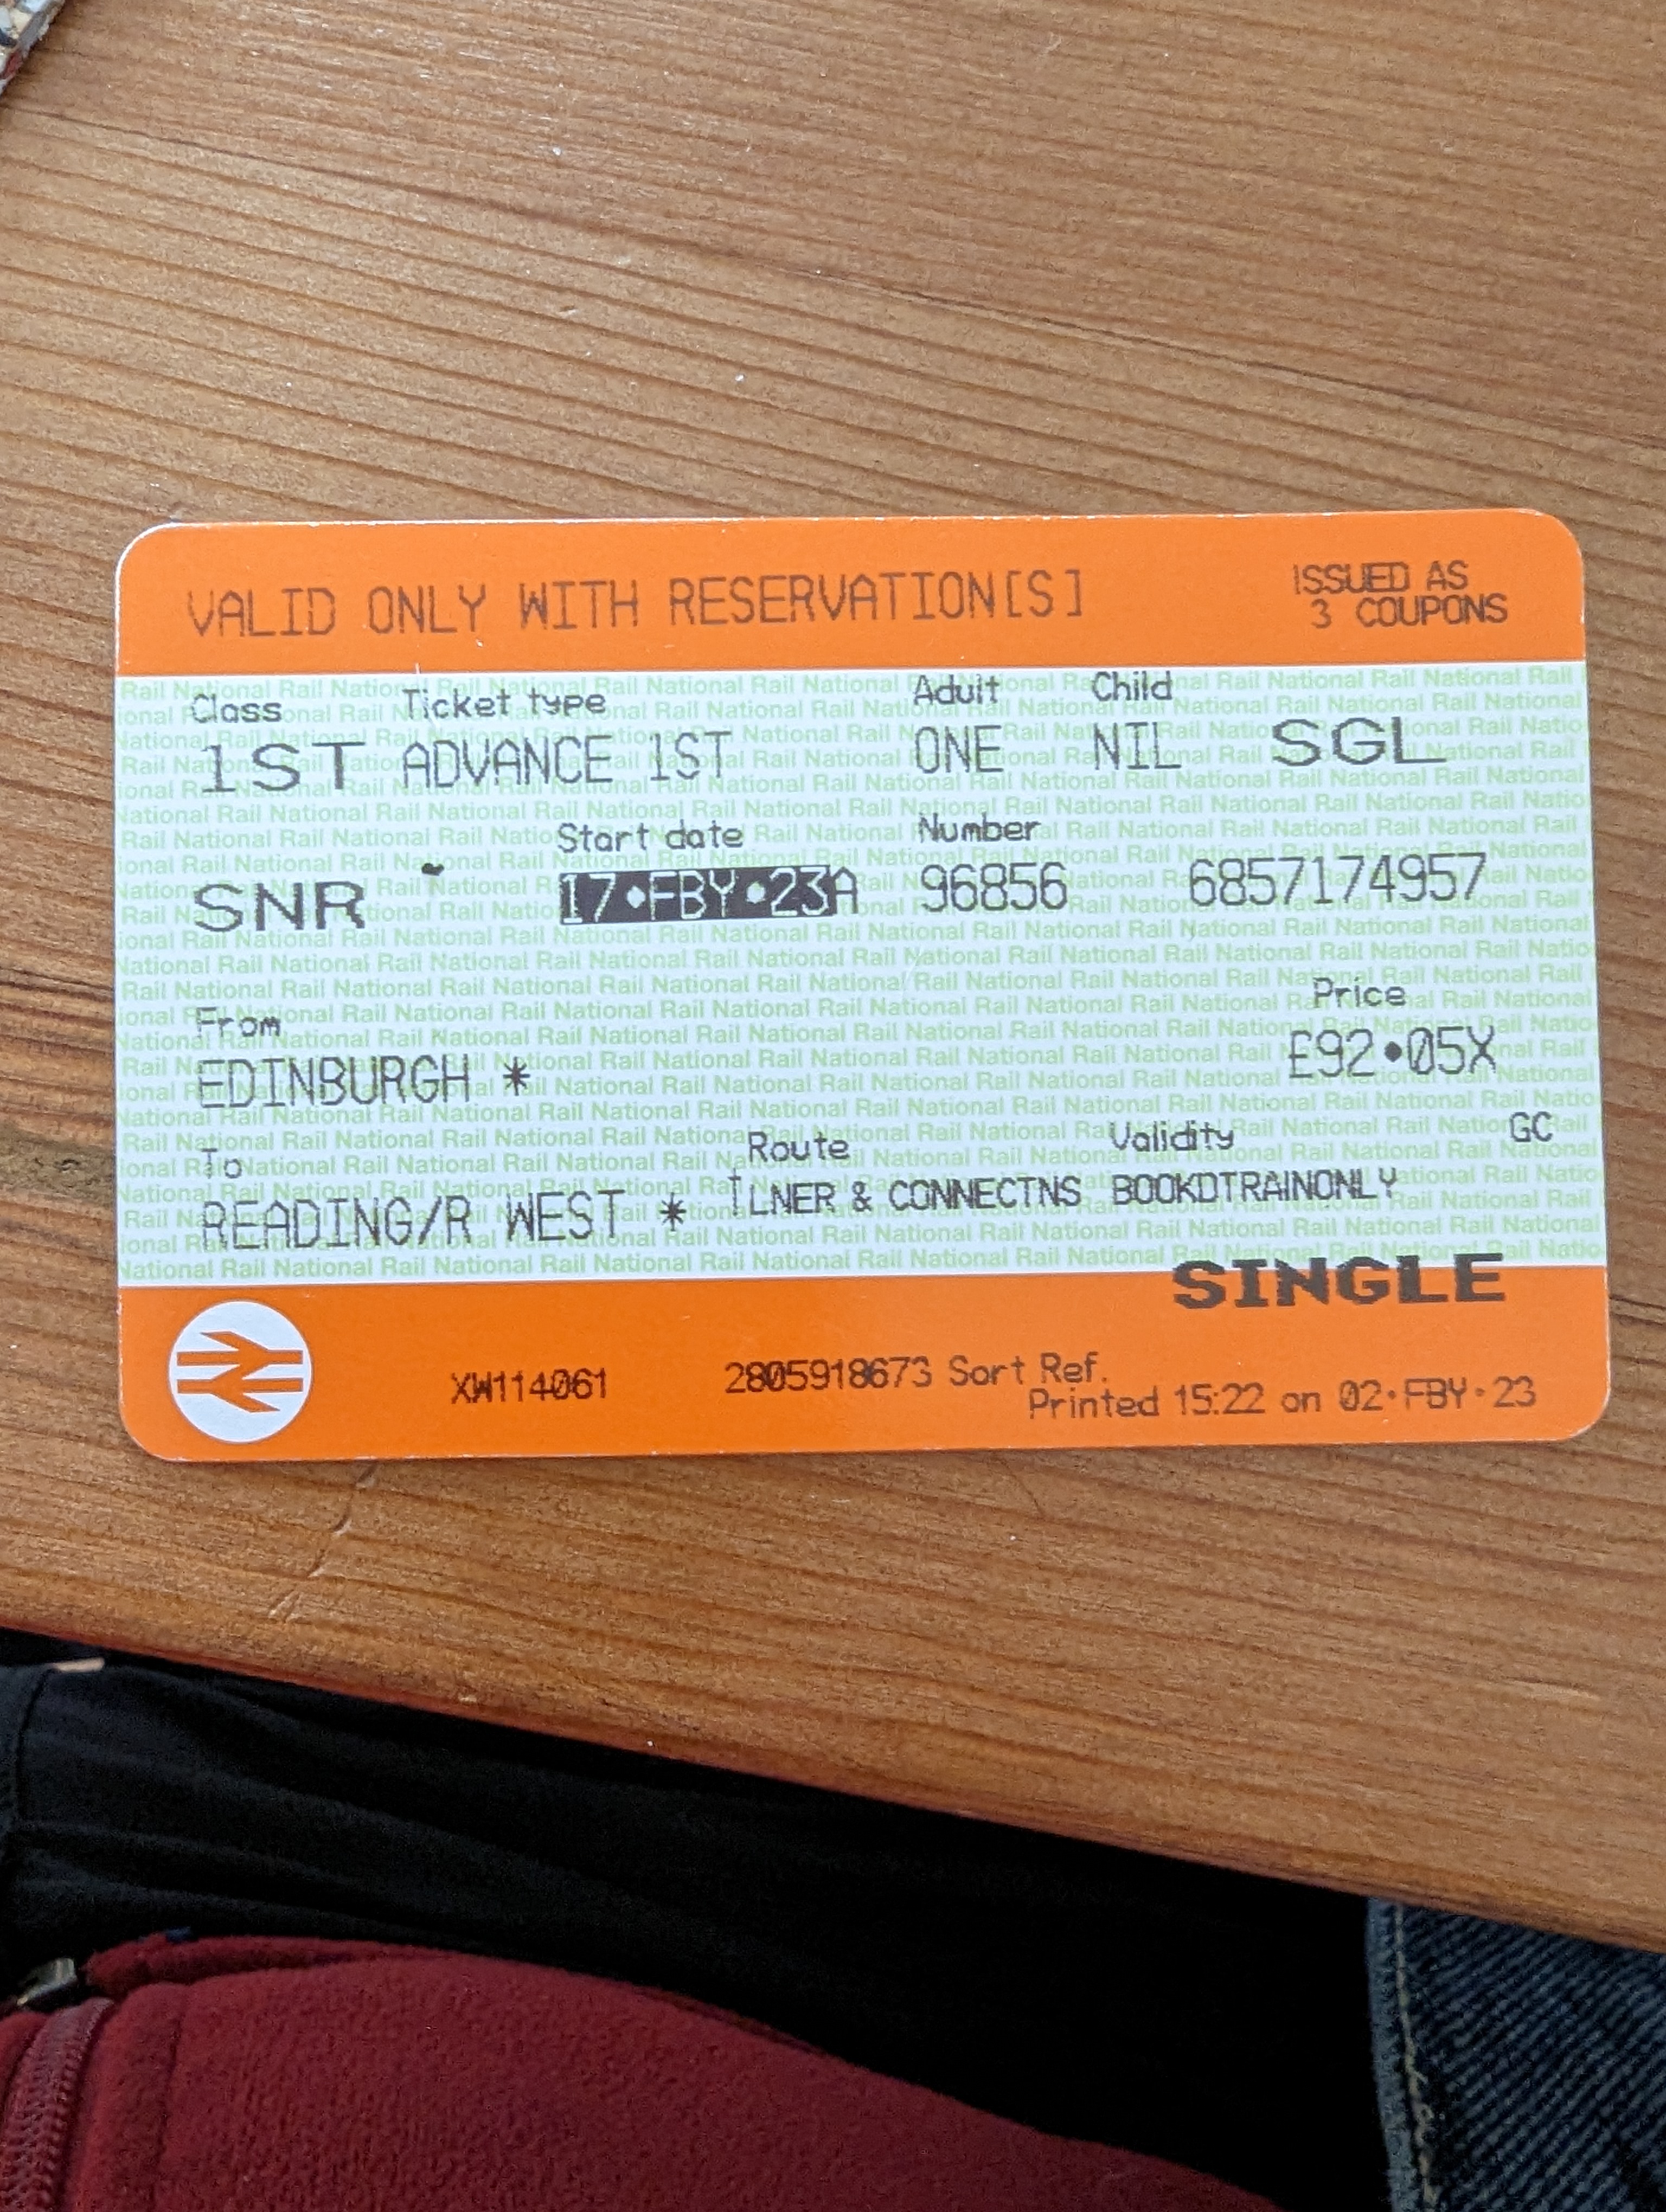 VALID ONLY WITH RESERVATION[S]
ISSUED AS
3 COUPONS
Class Ticket type Adult Child
1ST ADVANCE 1ST ONE NIL SGL
Start date Number
SNR 17•FBY•23A 96856 6857174957
From Price
EDINBURGH * £92•05X
To Route Validity GC
READING/R WEST * LNER & CONNECTNS BOOKDTRAINONLY
SINGLE
XW114061 2805918673 Sort Ref.
Printed 15:22 on 02•FBY•23